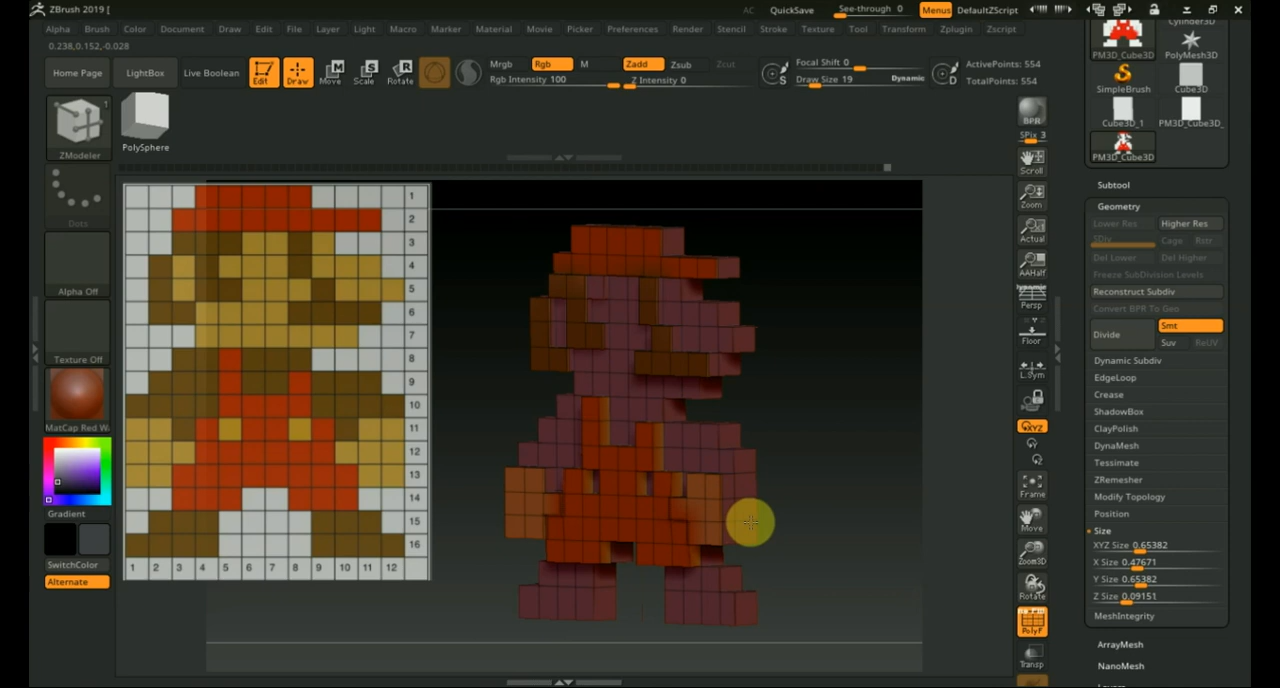 ZBrush 2019 [
AC QuickSave See-through 0 Menus DefaultZScript
Alpha Brush Color Document Draw Edit File Layer Light Macro Marker Material Movie Picker Preferences Render Stencil Stroke Texture Tool Transform Zplugin Zscript
0.238,0.152,-0.028
Home Page LightBox Live Boolean Edit Draw Move Scale Rotate
Mrgb Rgb M Zadd Zsub Zcut
Rgb Intensity 100 Z Intensity 0
Focal Shift 0
Draw Size 19 Dynamic
ActivePoints: 554
TotalPoints: 554
ZModeler
PolySphere
Dots
Alpha Off
Texture Off
MatCap Red W
Gradient
SwitchColor
Alternate
1
2
3
4
5
6
7
8
9
10
11
12
13
14
15
16
1 2 3 4 5 6 7 8 9 10 11 12
BPR
SPix 3
Scroll
Zoom
Actual
AAHalf
Dynamic
Persp
Floor
L.Sym
XYZ
Frame
Move
Zoom3D
Rotate
PolyF
Transp
Cylinder3D
PM3D_Cube3D PolyMesh3D
SimpleBrush Cube3D
Cube3D_1 PM3D_Cube3D_
PM3D_Cube3D
Subtool
Geometry
Lower Res Higher Res
SDiv Cage Rstr
Del Lower Del Higher
Freeze SubDivision Levels
Reconstruct Subdiv
Convert BPR To Geo
Divide Smt
Suv ReUV
Dynamic Subdiv
EdgeLoop
Crease
ShadowBox
ClayPolish
DynaMesh
Tessimate
ZRemesher
Modify Topology
Position
Size
XYZ Size 0.65382
X Size 0.47671
Y Size 0.65382
Z Size 0.09151
MeshIntegrity
ArrayMesh
NanoMesh